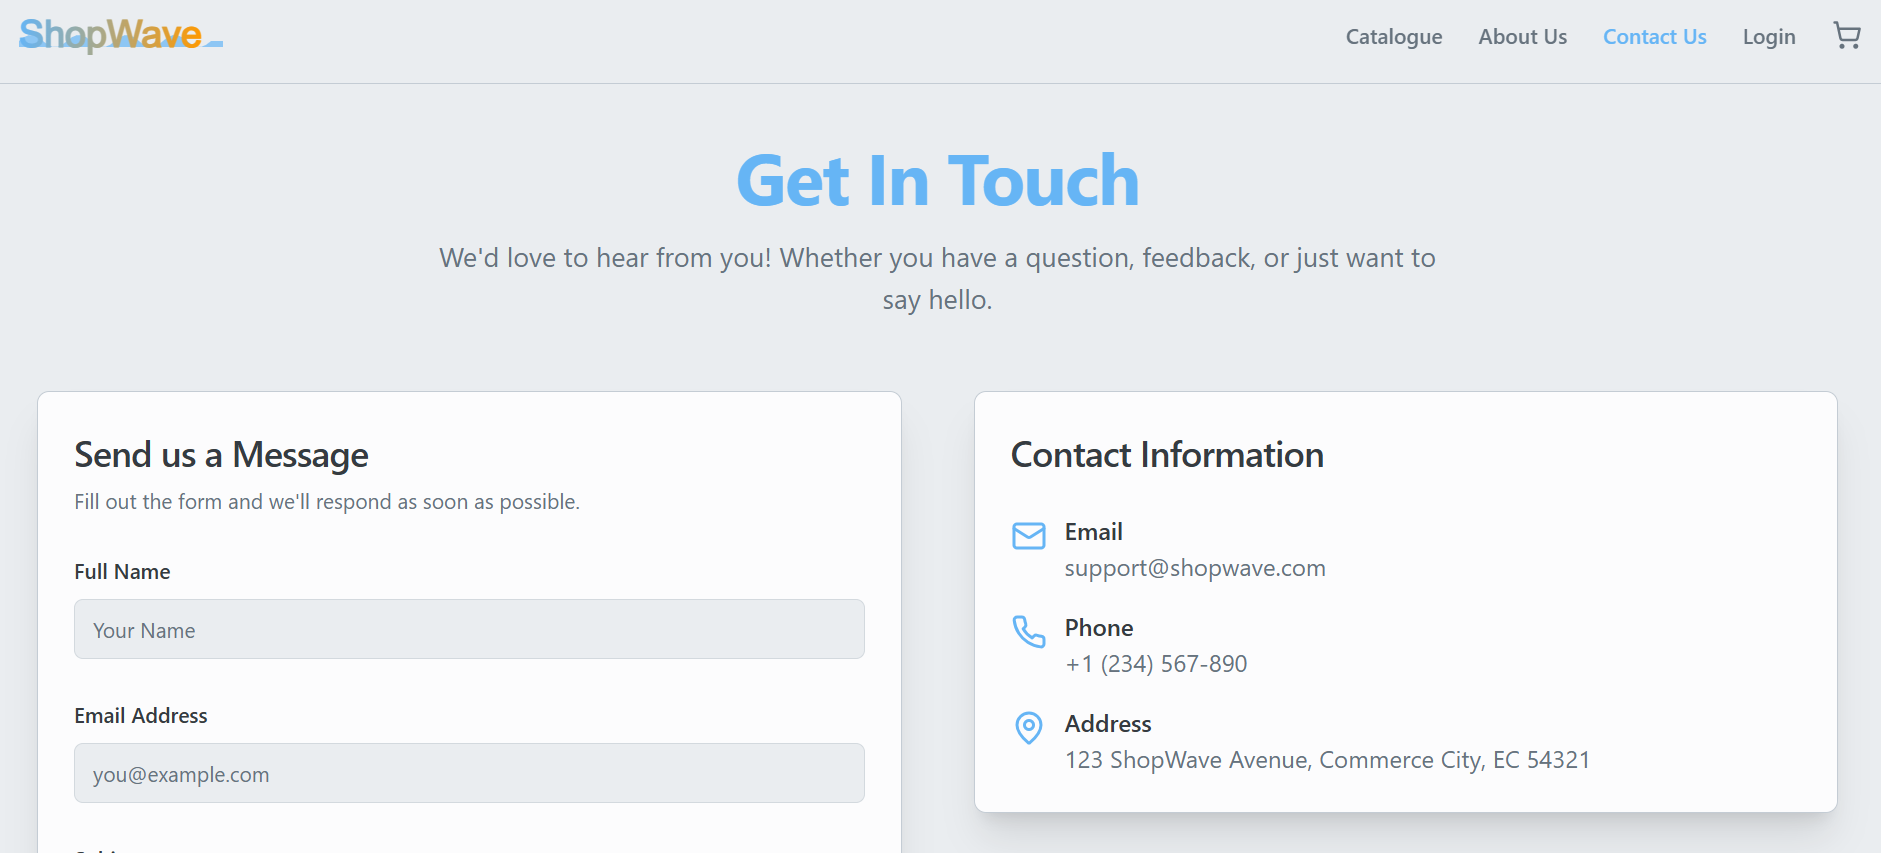 ShopWave
Catalogue
About Us
Contact Us
Login
Get In Touch
We'd love to hear from you! Whether you have a question, feedback, or just want to
say hello.
Send us a Message
Fill out the form and we'll respond as soon as possible.
Full Name
Your Name
Email Address
you@example.com
Contact Information
Email
support@shopwave.com
Phone
+1 (234) 567-890
Address
123 ShopWave Avenue, Commerce City, EC 54321